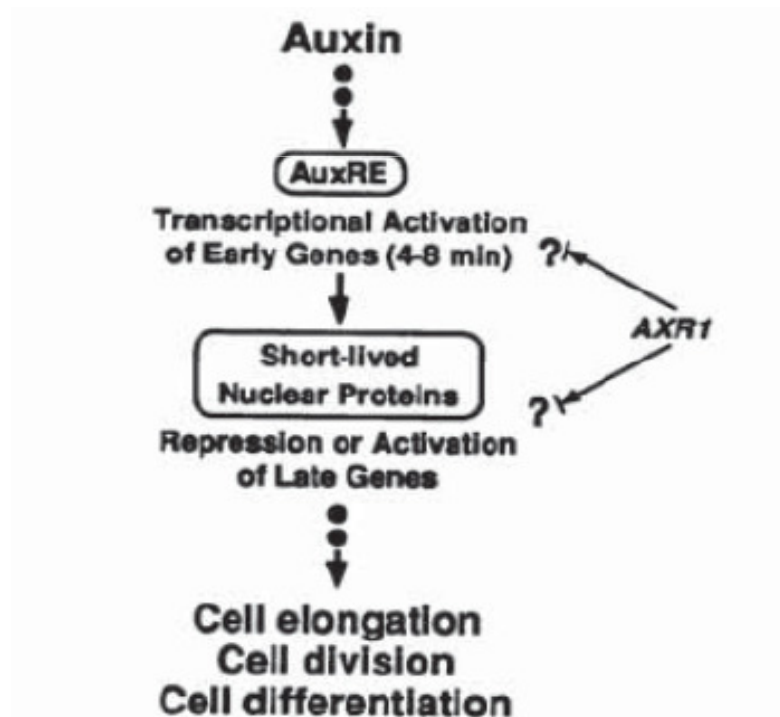 Auxin
AuxRE
Transcriptional Activation
of Early Genes (4-8 min) ?
AXR1
Short-lived
Nuclear Proteins
?
Repression or Activation
of Late Genes
Cell elongation
Cell division
Cell differentiation